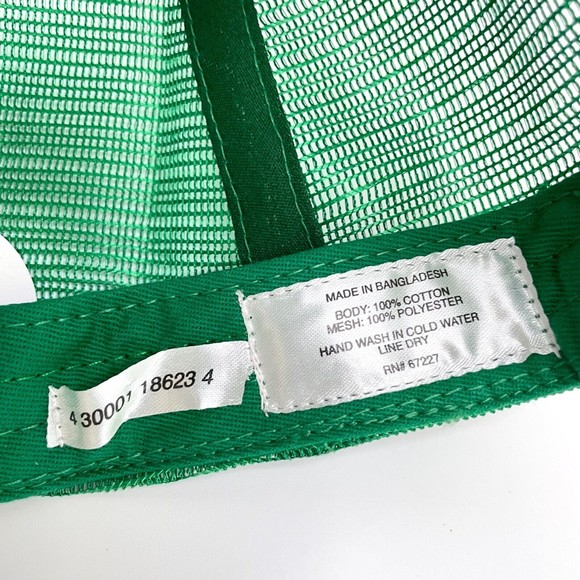 MADE IN BANGLADESH
BODY: 100% COTTON
MESH: 100% POLYESTER
HAND WASH IN COLD WATER
LINE DRY
RN# 67227
4 30001 18623 4